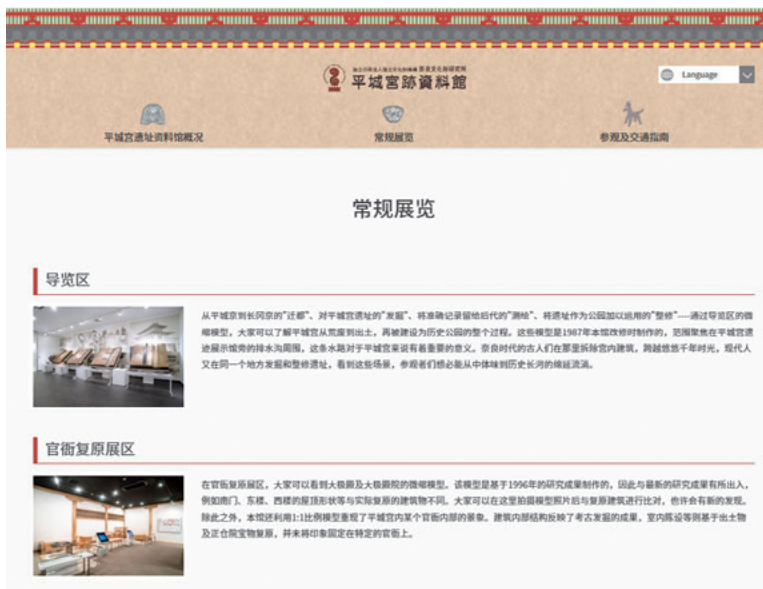 独立行政法人国立文化財機構 奈良文化財研究所
平城宮跡資料館
Language
平城宫遗址资料馆概况
常规展览
参观及交通指南
常规展览
导览区
从平城京到长冈京的"迁都"、对平城宫遗址的"发掘"、将准确记录留给后代的"测绘"、将遗址作为公园加以运用的"整修"—通过导览区的微
缩模型，大家可以了解平城宫从荒废到出土，再被建设为历史公园的整个过程。这些模型是1987年本馆改修时制作的，范围聚焦在平城宫遗
迹展示馆旁的排水沟周围，这条水路对于平城宫来说有着重要的意义。奈良时代的古人们在那里拆除宫内建筑，跨越悠悠千年时光，现代人
又在同一个地方发掘和整修遗址，看到这些场景，参观者们想必能从中体味到历史长河的绵延流淌。
官衙复原展区
在官衙复原展区，大家可以看到大极殿及大极殿院的微缩模型。该模型是基于1996年的研究成果制作的，因此与最新的研究成果有所出入，
例如南门、东楼、西楼的屋顶形状等与实际复原的建筑物不同。大家可以在这里拍摄模型照片后与复原建筑进行比对，也许会有新的发现。
除此之外，本馆还利用1:1比例模型重现了平城宫内某个官衙内部的景象。建筑内部结构反映了考古发掘的成果，室内陈设等则基于出土物
及正仓院宝物复原，并未将印象固定在特定的官衙上。